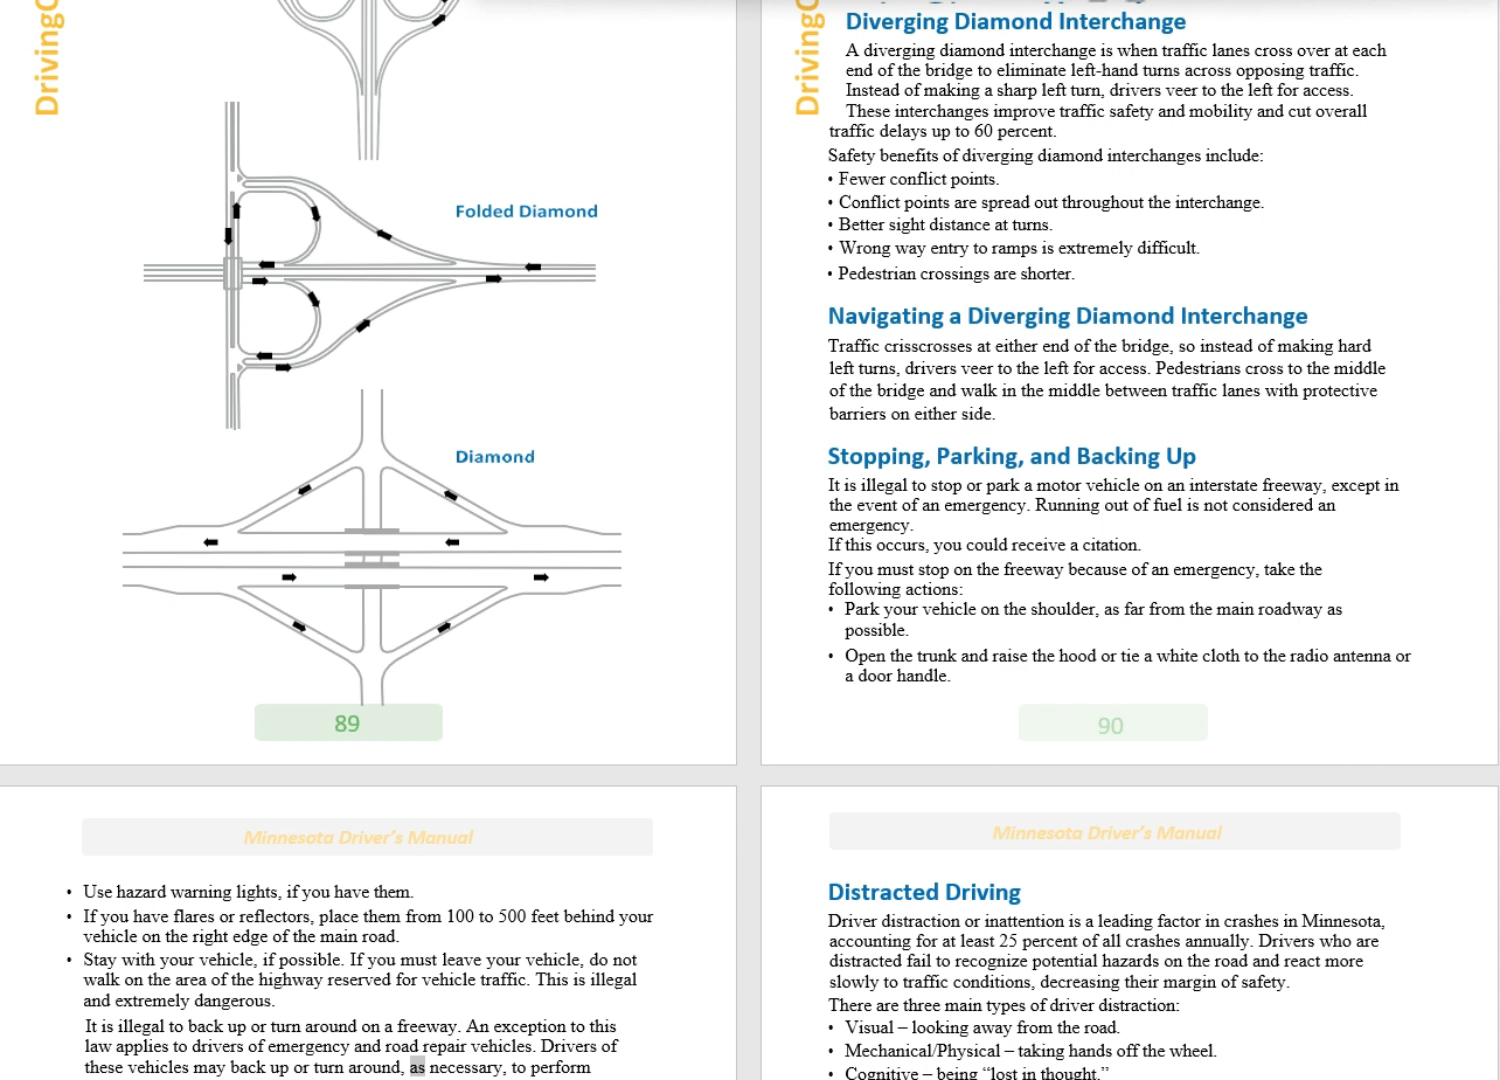 DrivingC
Folded Diamond
Diamond
89
DrivingC
Diverging Diamond Interchange
A diverging diamond interchange is when traffic lanes cross over at each
end of the bridge to eliminate left-hand turns across opposing traffic.
Instead of making a sharp left turn, drivers veer to the left for access.
These interchanges improve traffic safety and mobility and cut overall
traffic delays up to 60 percent.
Safety benefits of diverging diamond interchanges include:
• Fewer conflict points.
• Conflict points are spread out throughout the interchange.
• Better sight distance at turns.
• Wrong way entry to ramps is extremely difficult.
• Pedestrian crossings are shorter.
Navigating a Diverging Diamond Interchange
Traffic crisscrosses at either end of the bridge, so instead of making hard
left turns, drivers veer to the left for access. Pedestrians cross to the middle
of the bridge and walk in the middle between traffic lanes with protective
barriers on either side.
Stopping, Parking, and Backing Up
It is illegal to stop or park a motor vehicle on an interstate freeway, except in
the event of an emergency. Running out of fuel is not considered an
emergency.
If this occurs, you could receive a citation.
If you must stop on the freeway because of an emergency, take the
following actions:
• Park your vehicle on the shoulder, as far from the main roadway as
possible.
• Open the trunk and raise the hood or tie a white cloth to the radio antenna or
a door handle.
90
Minnesota Driver's Manual
• Use hazard warning lights, if you have them.
• If you have flares or reflectors, place them from 100 to 500 feet behind your
vehicle on the right edge of the main road.
• Stay with your vehicle, if possible. If you must leave your vehicle, do not
walk on the area of the highway reserved for vehicle traffic. This is illegal
and extremely dangerous.
It is illegal to back up or turn around on a freeway. An exception to this
law applies to drivers of emergency and road repair vehicles. Drivers of
these vehicles may back up or turn around, as necessary, to perform
Minnesota Driver's Manual
Distracted Driving
Driver distraction or inattention is a leading factor in crashes in Minnesota,
accounting for at least 25 percent of all crashes annually. Drivers who are
distracted fail to recognize potential hazards on the road and react more
slowly to traffic conditions, decreasing their margin of safety.
There are three main types of driver distraction:
• Visual – looking away from the road.
• Mechanical/Physical – taking hands off the wheel.
• Cognitive – being “lost in thought.”